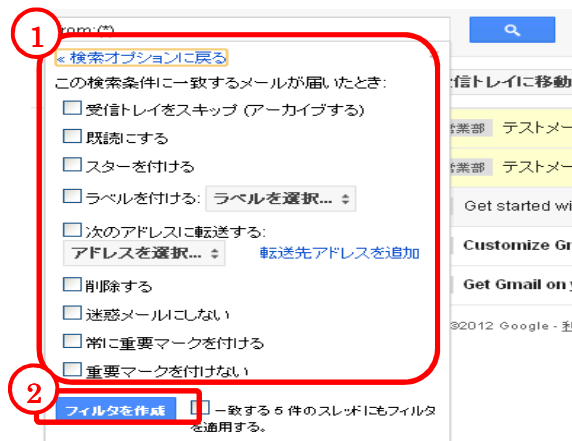 from:(*)
1
« 検索オプションに戻る
この検索条件に一致するメールが届いたとき:
受信トレイをスキップ (アーカイブする)
既読にする
スターを付ける
ラベルを付ける: ラベルを選択...
次のアドレスに転送する:
アドレスを選択... 転送先アドレスを追加
削除する
迷惑メールにしない
常に重要マークを付ける
重要マークを付けない
2
フィルタを作成 一致する 5 件のスレッドにもフィルタ
を適用する。
信トレイに移動
業部 テストメー
業部 テストメー
Get started wi
Customize Gr
Get Gmail on
©2012 Google -